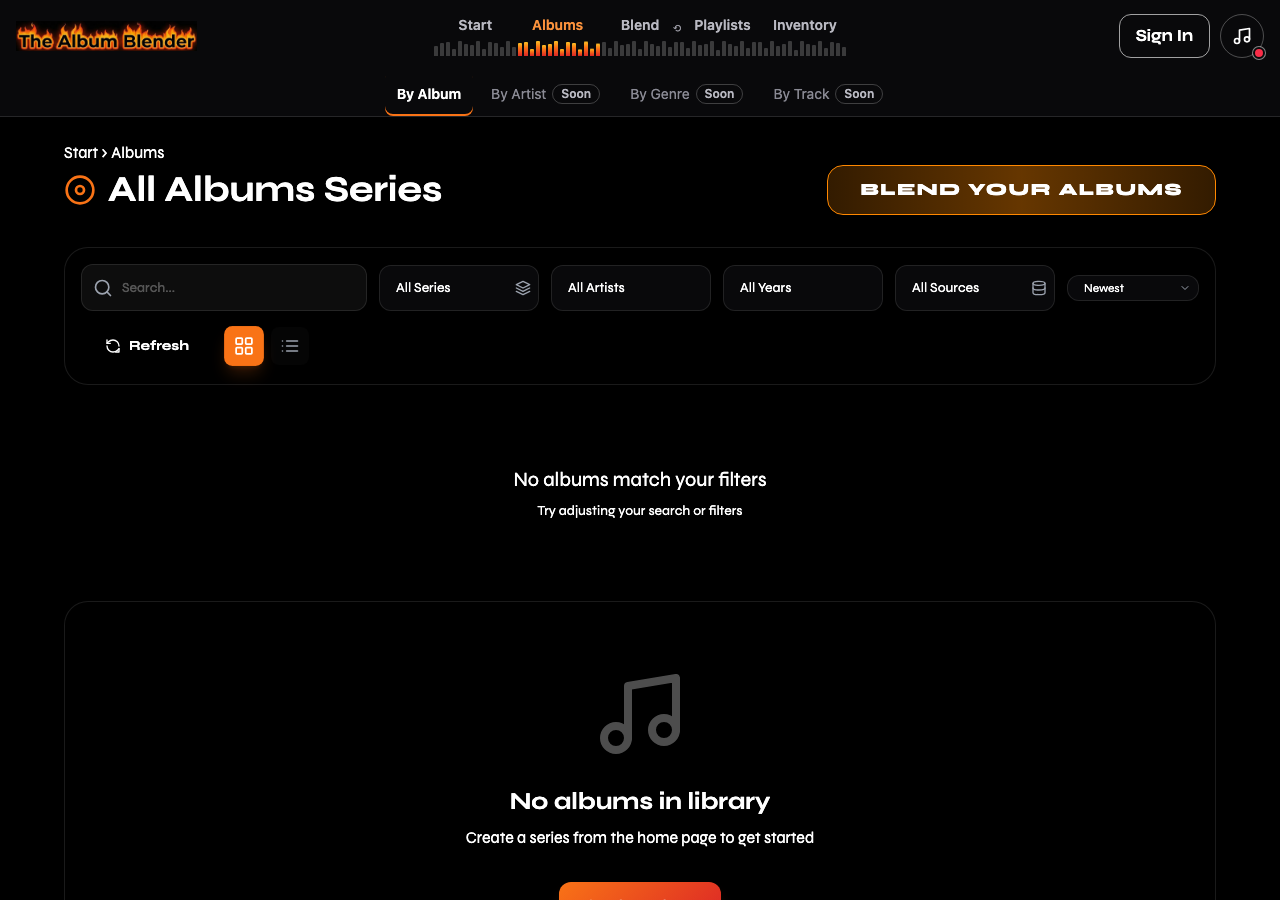 The Album Blender
Start
Albums
Blend
Playlists
Inventory
Sign In
By Album
By Artist Soon
By Genre Soon
By Track Soon
Start › Albums
All Albums Series
BLEND YOUR ALBUMS
Search...
All Series
All Artists
All Years
All Sources
Newest
Refresh
No albums match your filters
Try adjusting your search or filters
No albums in library
Create a series from the home page to get started